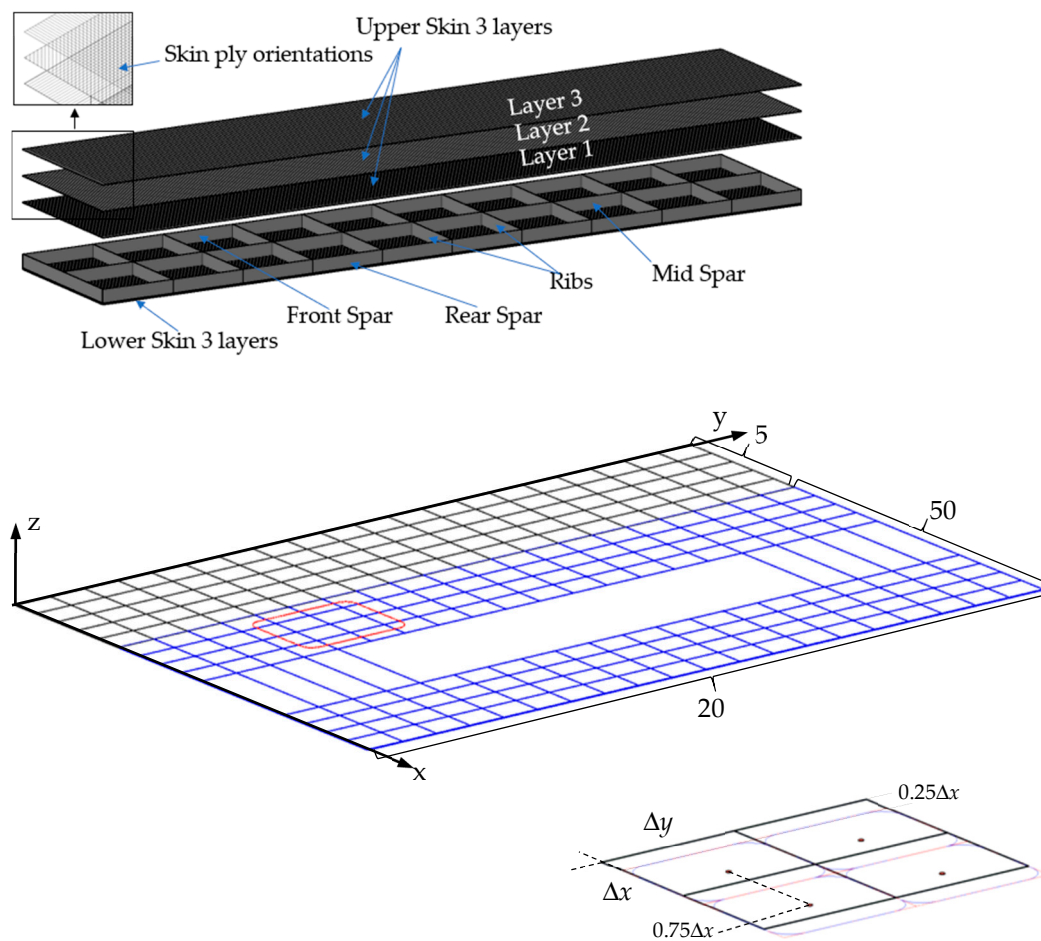 Upper Skin 3 layers
Skin ply orientations
Layer 3
Layer 2
Layer 1
Mid Spar
Ribs
Front Spar
Rear Spar
Lower Skin 3 layers
y
5
50
z
20
x
0.25Δx
Δy
Δx
0.75Δx